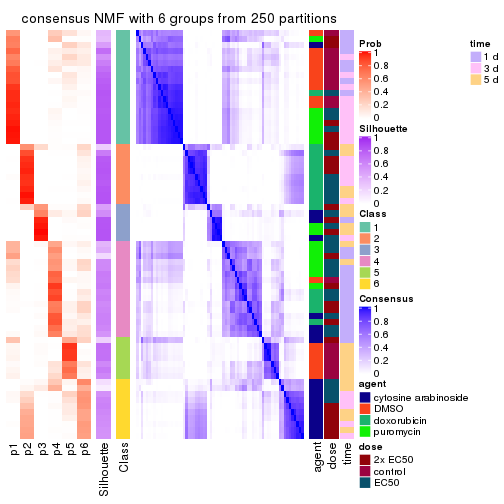 consensus NMF with 6 groups from 250 partitions
Prob
1
0.8
0.6
0.4
0.2
0
time
1 d
3 d
5 d
Silhouette
1
0.8
0.6
0.4
0.2
0
Class
1
2
3
4
5
6
Consensus
1
0.8
0.6
0.4
0.2
0
agent
cytosine arabinoside
DMSO
doxorubicin
puromycin
dose
2x EC50
control
EC50
p1
p2
p3
p4
p5
p6
Silhouette
Class
agent
dose
time